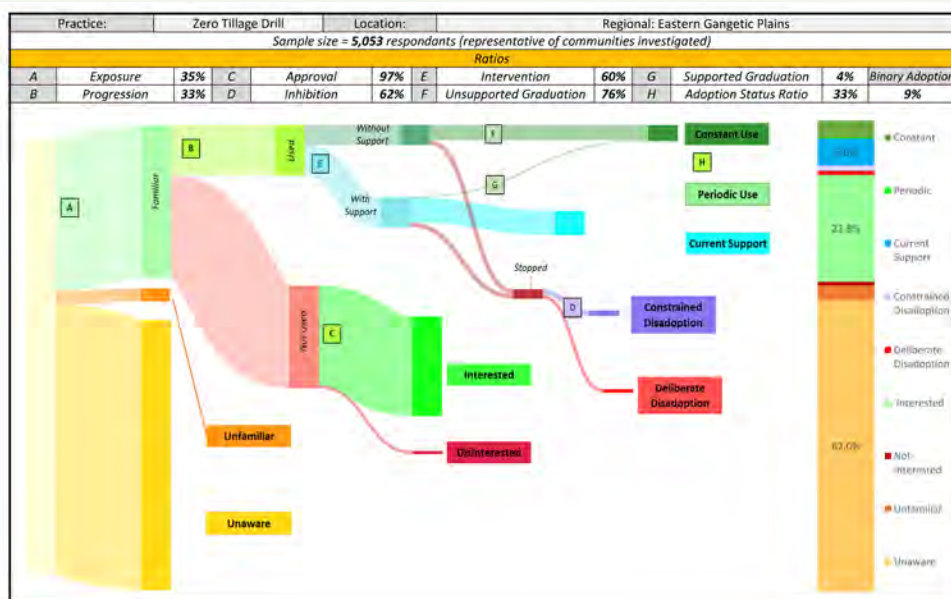 Practice: Zero Tillage Drill Location: Regional: Eastern Gangetic Plains
Sample size = 5,053 respondants (representative of communities investigated)
Ratios
A Exposure 35% C Approval 97% E Intervention 60% G Supported Graduation 4% Binary Adoption
B Progression 33% D Inhibition 62% F Unsupported Graduation 76% H Adoption Status Ratio 33% 9%
A
Familiar
B
Used
Without Support
E
With Support
F
G
Constant Use
H
Periodic Use
Current Support
Stopped
D
Constrained Disadoption
Deliberate Disadoption
Not Used
C
Interested
Disinterested
Unfamiliar
Unaware
23.8%
62.0%
Constant
Periodic
Current Support
Constrained Disadoption
Deliberate Disadoption
Interested
Not-Interested
Unfamiliar
Unaware